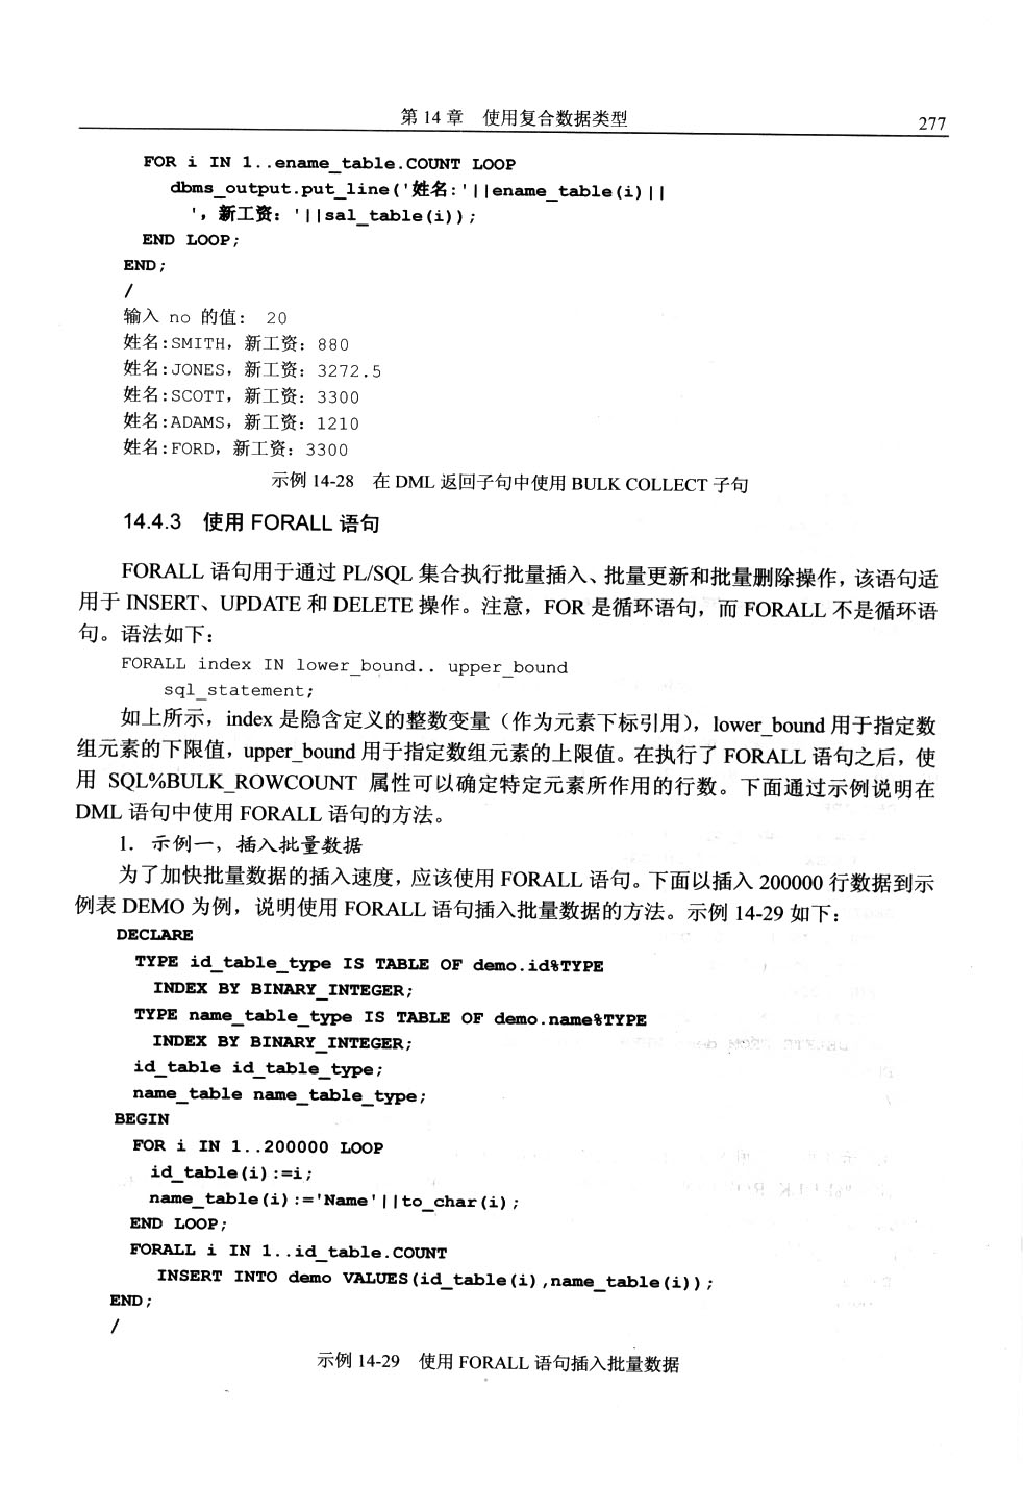 第 14 章　使用复合数据类型
277
FOR i IN 1..ename_table.COUNT LOOP
dbms_output.put_line('姓名:'||ename_table(i)||
'，新工资：'||sal_table(i));
END LOOP;
END;
/
输入 no 的值： 20
姓名:SMITH，新工资：880
姓名:JONES，新工资：3272.5
姓名:SCOTT，新工资：3300
姓名:ADAMS，新工资：1210
姓名:FORD，新工资：3300
示例 14-28　在 DML 返回子句中使用 BULK COLLECT 子句
14.4.3　使用 FORALL 语句
FORALL 语句用于通过 PL/SQL 集合执行批量插入、批量更新和批量删除操作，该语句适
用于 INSERT、UPDATE 和 DELETE 操作。注意，FOR 是循环语句，而 FORALL 不是循环语
句。语法如下：
FORALL index IN lower_bound.. upper_bound
sql_statement;
如上所示，index 是隐含定义的整数变量（作为元素下标引用），lower_bound 用于指定数
组元素的下限值，upper_bound 用于指定数组元素的上限值。在执行了 FORALL 语句之后，使
用 SQL%BULK_ROWCOUNT 属性可以确定特定元素所作用的行数。下面通过示例说明在
DML 语句中使用 FORALL 语句的方法。
1．示例一，插入批量数据
为了加快批量数据的插入速度，应该使用 FORALL 语句。下面以插入 200000 行数据到示
例表 DEMO 为例，说明使用 FORALL 语句插入批量数据的方法。示例 14-29 如下：
DECLARE
TYPE id_table_type IS TABLE OF demo.id%TYPE
INDEX BY BINARY_INTEGER;
TYPE name_table_type IS TABLE OF demo.name%TYPE
INDEX BY BINARY_INTEGER;
id_table id_table_type;
name_table name_table_type;
BEGIN
FOR i IN 1..200000 LOOP
id_table(i):=i;
name_table(i):='Name'||to_char(i);
END LOOP;
FORALL i IN 1..id_table.COUNT
INSERT INTO demo VALUES(id_table(i),name_table(i));
END;
/
示例 14-29　使用 FORALL 语句插入批量数据